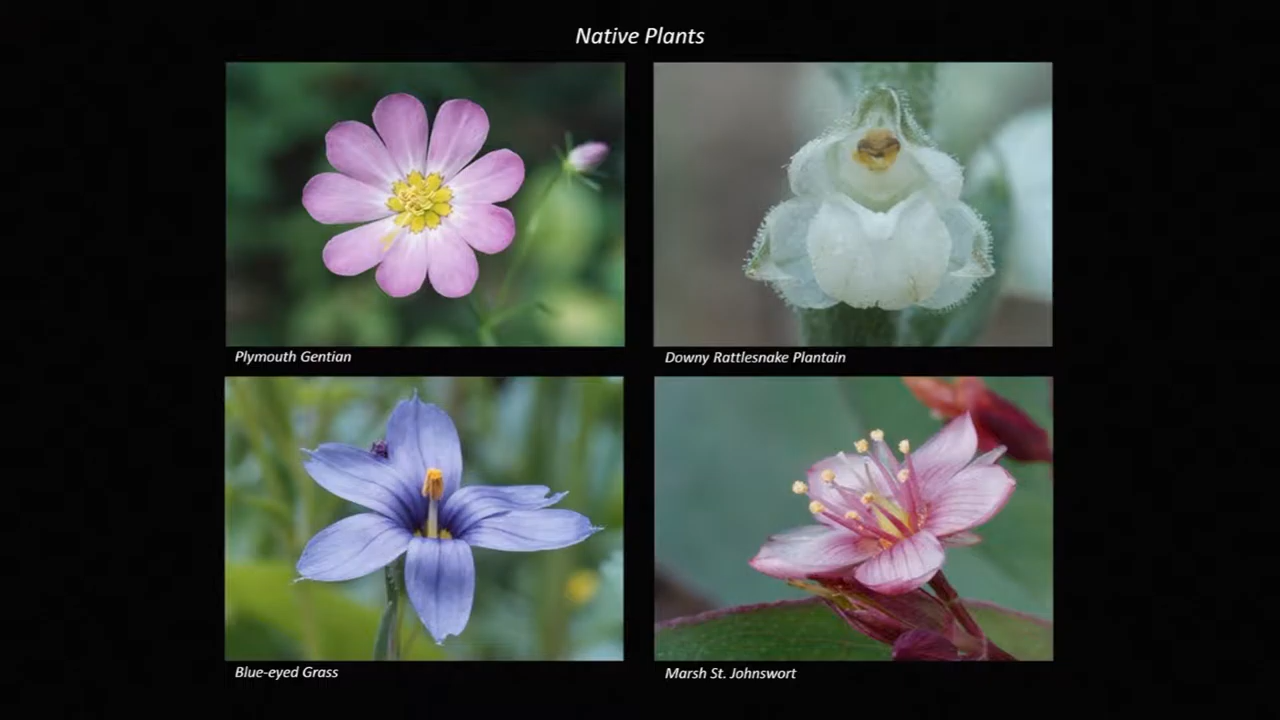 Native Plants
Plymouth Gentian
Downy Rattlesnake Plantain
Blue-eyed Grass
Marsh St. Johnswort